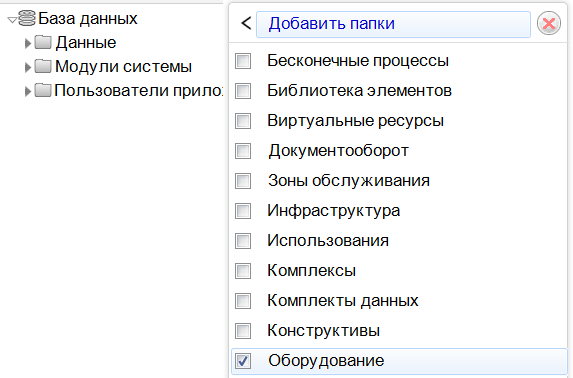 База данных
Данные
Модули системы
Пользователи прило
Добавить папки
Бесконечные процессы
Библиотека элементов
Виртуальные ресурсы
Документооборот
Зоны обслуживания
Инфраструктура
Использования
Комплексы
Комплекты данных
Конструктивы
Оборудование